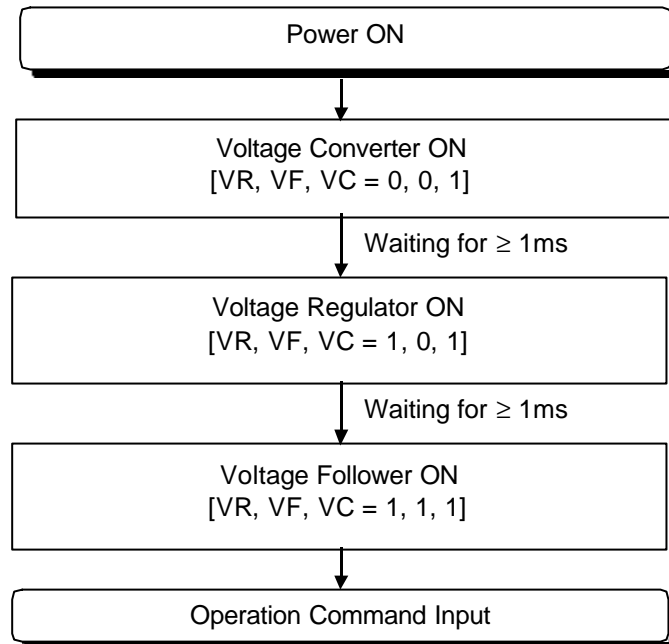 Power ON
Voltage Converter ON
[VR, VF, VC = 0, 0, 1]
Waiting for ≥ 1ms
Voltage Regulator ON
[VR, VF, VC = 1, 0, 1]
Waiting for ≥ 1ms
Voltage Follower ON
[VR, VF, VC = 1, 1, 1]
Operation Command Input